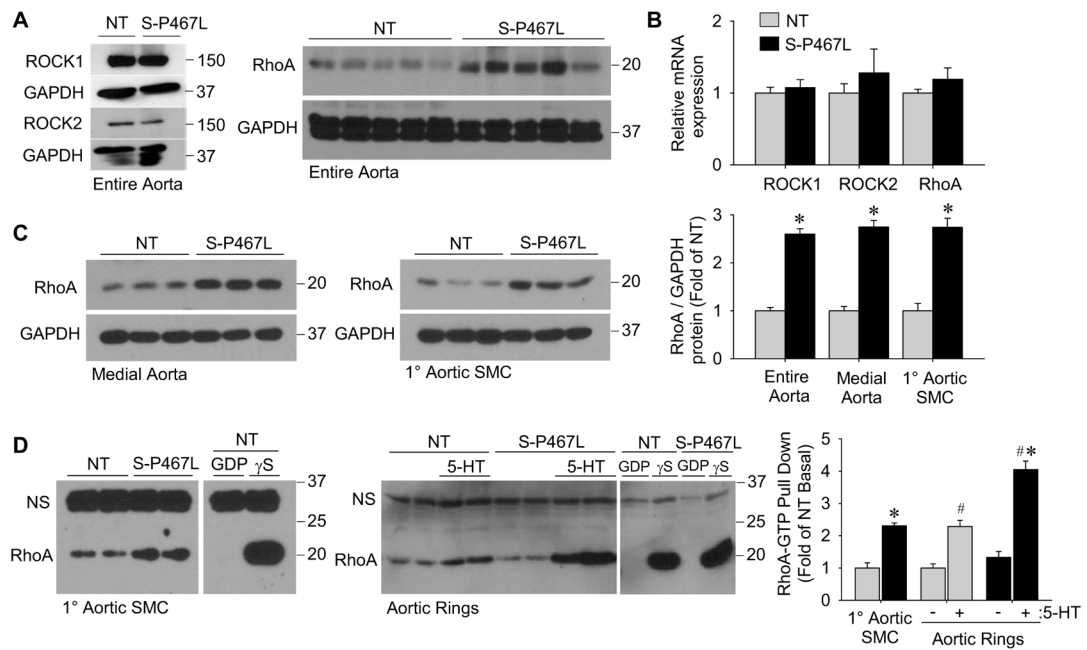 A
NT S-P467L
ROCK1
150
GAPDH
37
ROCK2
150
GAPDH
37
Entire Aorta
NT S-P467L
RhoA
20
GAPDH
37
Entire Aorta
B
NT
S-P467L
Relative mRNA
expression
2
1
0
ROCK1 ROCK2 RhoA
RhoA / GAPDH
protein (Fold of NT)
3
2
1
0
* * *
Entire
Aorta
Medial
Aorta
1° Aortic
SMC
C
NT S-P467L
RhoA
20
GAPDH
37
Medial Aorta
NT S-P467L
RhoA
20
GAPDH
37
1° Aortic SMC
D
NT S-P467L
NT
GDP γS
NS
RhoA
37
25
20
1° Aortic SMC
NT S-P467L
5-HT 5-HT
NT S-P467L
GDP γS GDP γS
NS
RhoA
37
25
20
Aortic Rings
RhoA-GTP Pull Down
(Fold of NT Basal)
5
4
3
2
1
0
* # #*
- + - + :5-HT
1° Aortic
SMC
Aortic Rings